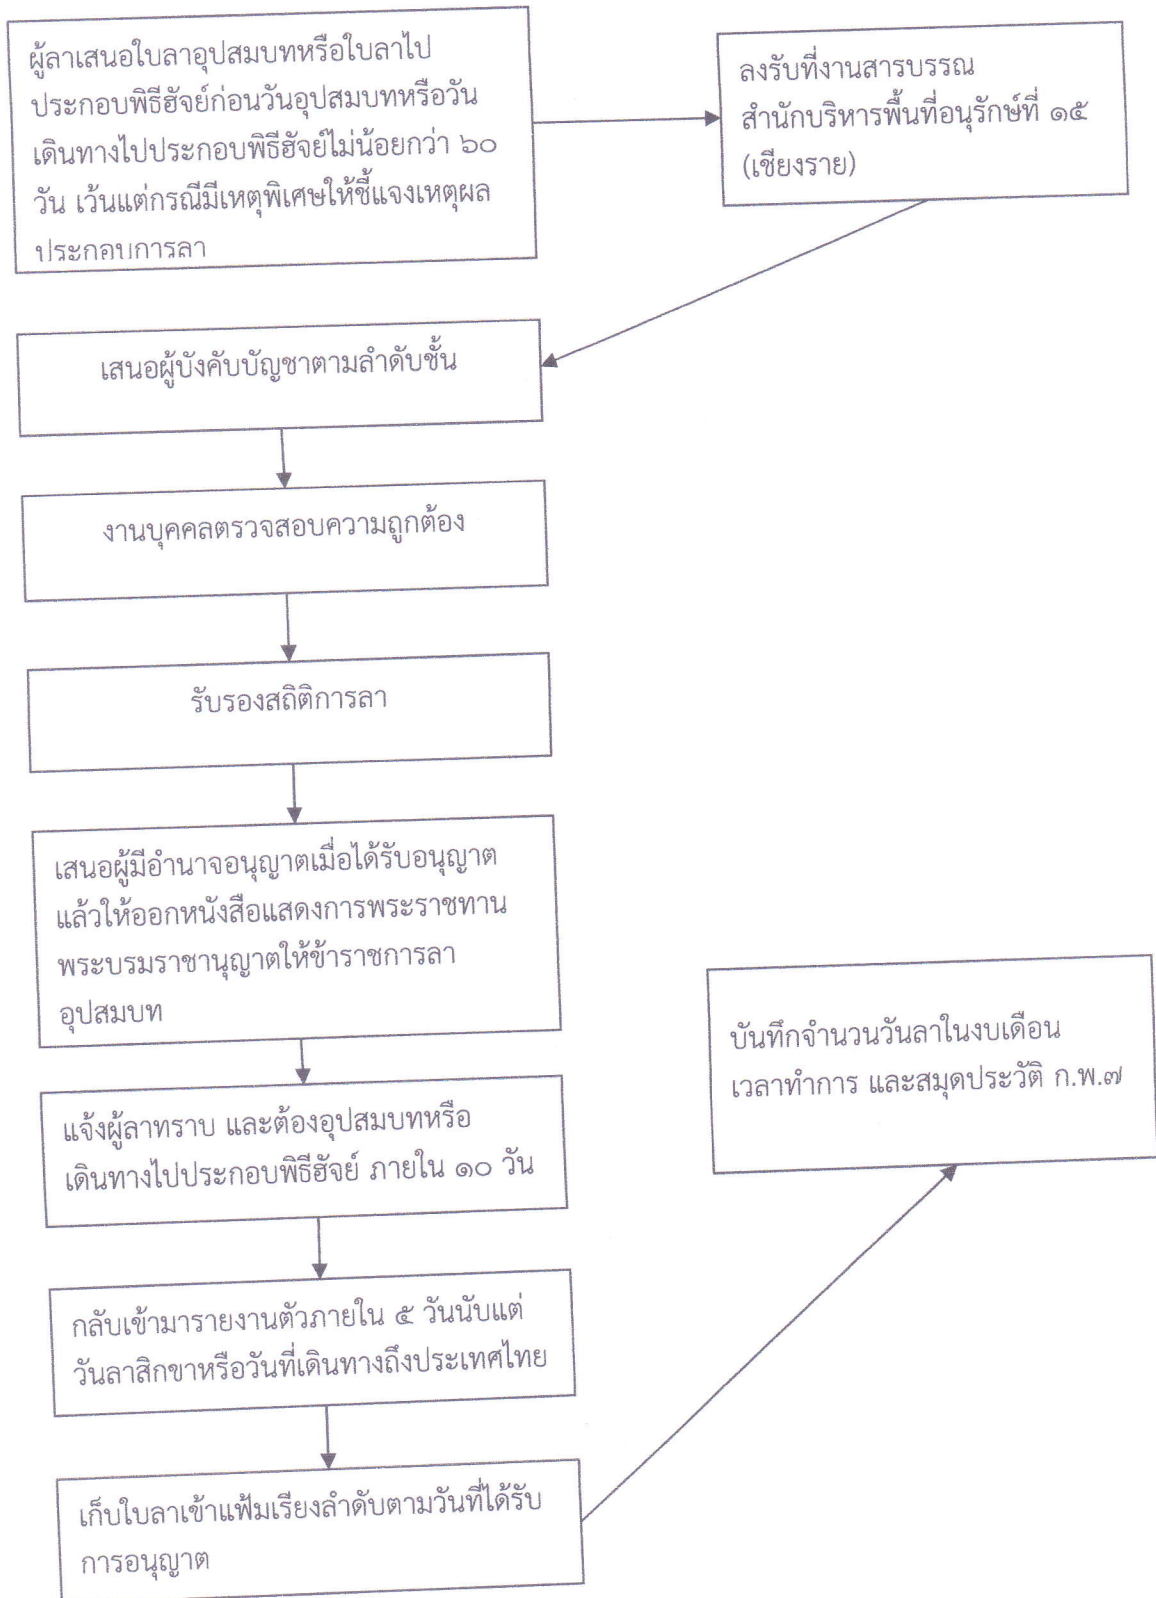 ผู้ลาเสนอใบลาอุปสมบทหรือใบลาไป
ประกอบพิธีฮัจย์ก่อนวันอุปสมบทหรือวัน
เดินทางไปประกอบพิธีฮัจย์ไม่น้อยกว่า ๖๐
วัน เว้นแต่กรณีมีเหตุพิเศษให้ชี้แจงเหตุผล
ประกอบการลา
ลงรับที่งานสารบรรณ
สำนักบริหารพื้นที่อนุรักษ์ที่ ๑๕
(เชียงราย)
เสนอผู้บังคับบัญชาตามลำดับชั้น
งานบุคคลตรวจสอบความถูกต้อง
รับรองสถิติการลา
เสนอผู้มีอำนาจอนุญาตเมื่อได้รับอนุญาต
แล้วให้ออกหนังสือแสดงการพระราชทาน
พระบรมราชานุญาตให้ข้าราชการลา
อุปสมบท
แจ้งผู้ลาทราบ และต้องอุปสมบทหรือ
เดินทางไปประกอบพิธีฮัจย์ ภายใน ๑๐ วัน
กลับเข้ามารายงานตัวภายใน ๕ วันนับแต่
วันลาสิกขาหรือวันที่เดินทางถึงประเทศไทย
เก็บใบลาเข้าแฟ้มเรียงลำดับตามวันที่ได้รับ
การอนุญาต
บันทึกจำนวนวันลาในงบเดือน
เวลาทำการ และสมุดประวัติ ก.พ.๗